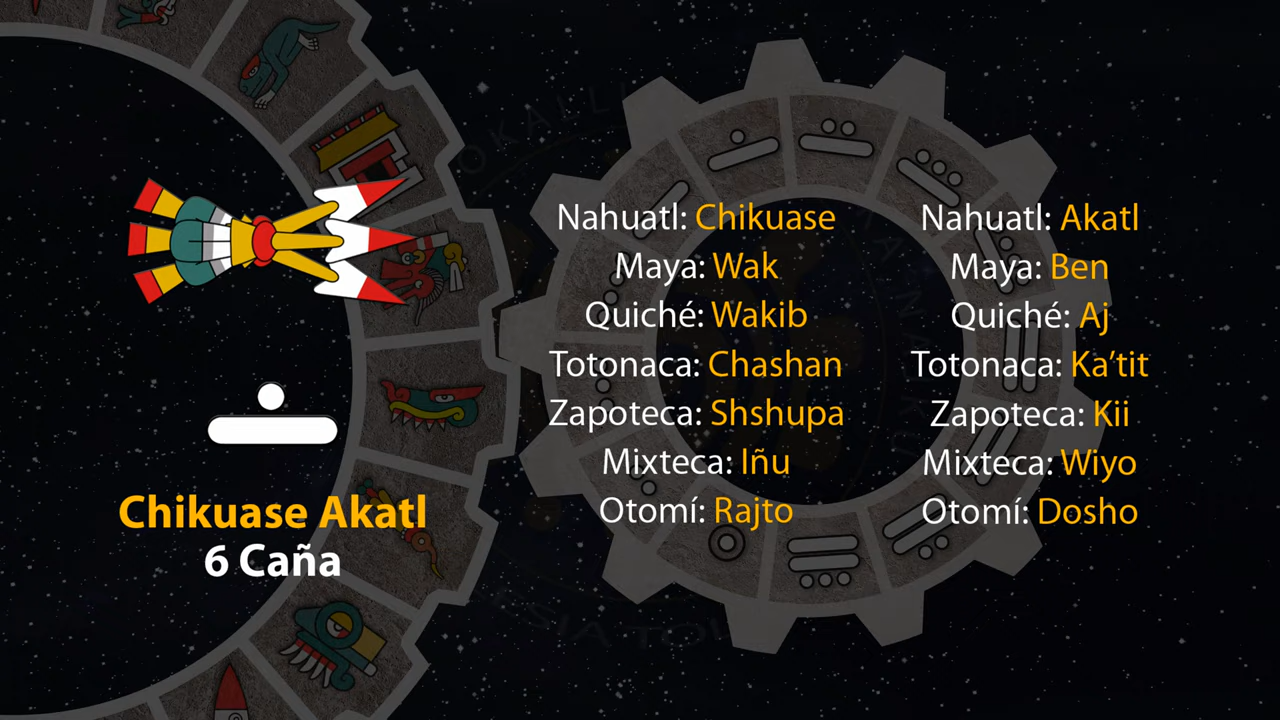 Chikuase Akatl
6 Caña
Nahuatl: Chikuase
Maya: Wak
Quiché: Wakib
Totonaca: Chashan
Zapoteca: Shshupa
Mixteca: Iñu
Otomí: Rajto
Nahuatl: Akatl
Maya: Ben
Quiché: Aj
Totonaca: Ka’tit
Zapoteca: Kii
Mixteca: Wiyo
Otomí: Dosho